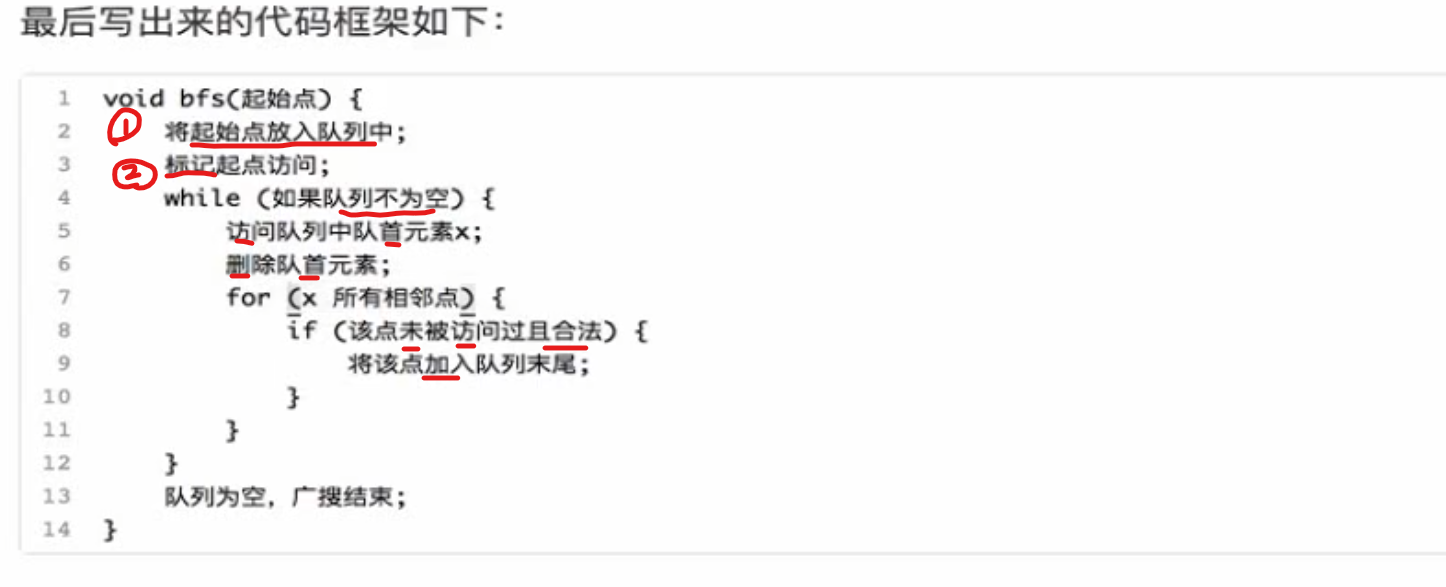 最后写出来的代码框架如下：
1 void bfs(起始点) {
2 ① 将起始点放入队列中;
3 ② 标记起点访问;
4 while (如果队列不为空) {
5 访问队列中队首元素x;
6 删除队首元素;
7 for (x 所有相邻点) {
8 if (该点未被访问过且合法) {
9 将该点加入队列末尾;
10 }
11 }
12 }
13 队列为空，广搜结束;
14 }